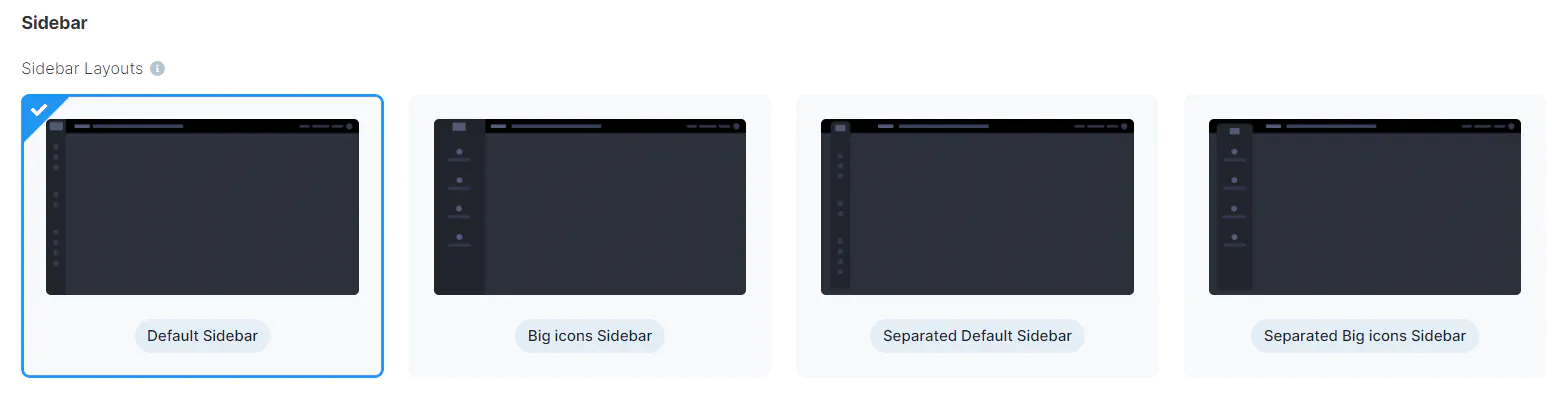 Sidebar
Sidebar Layouts
Default Sidebar
Big icons Sidebar
Separated Default Sidebar
Separated Big icons Sidebar